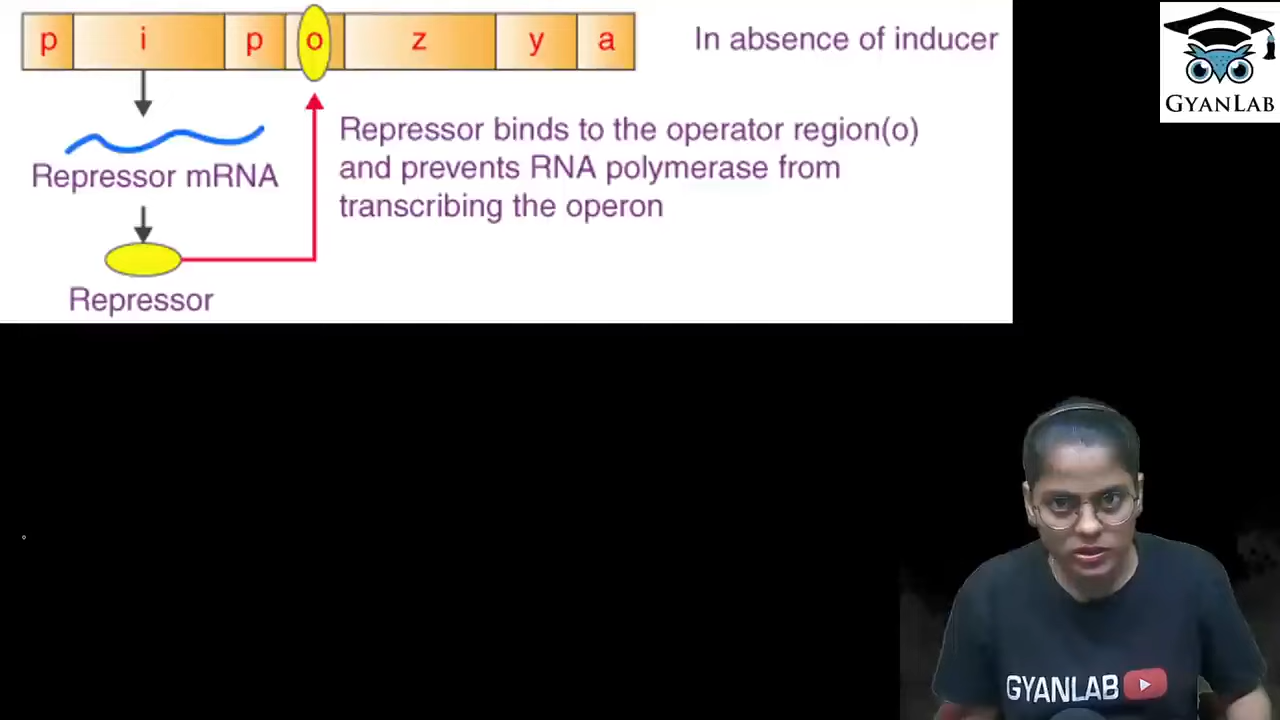 p i p o z y a In absence of inducer
Repressor binds to the operator region(o)
and prevents RNA polymerase from
transcribing the operon
Repressor mRNA
Repressor
GYANLAB
GYANLAB